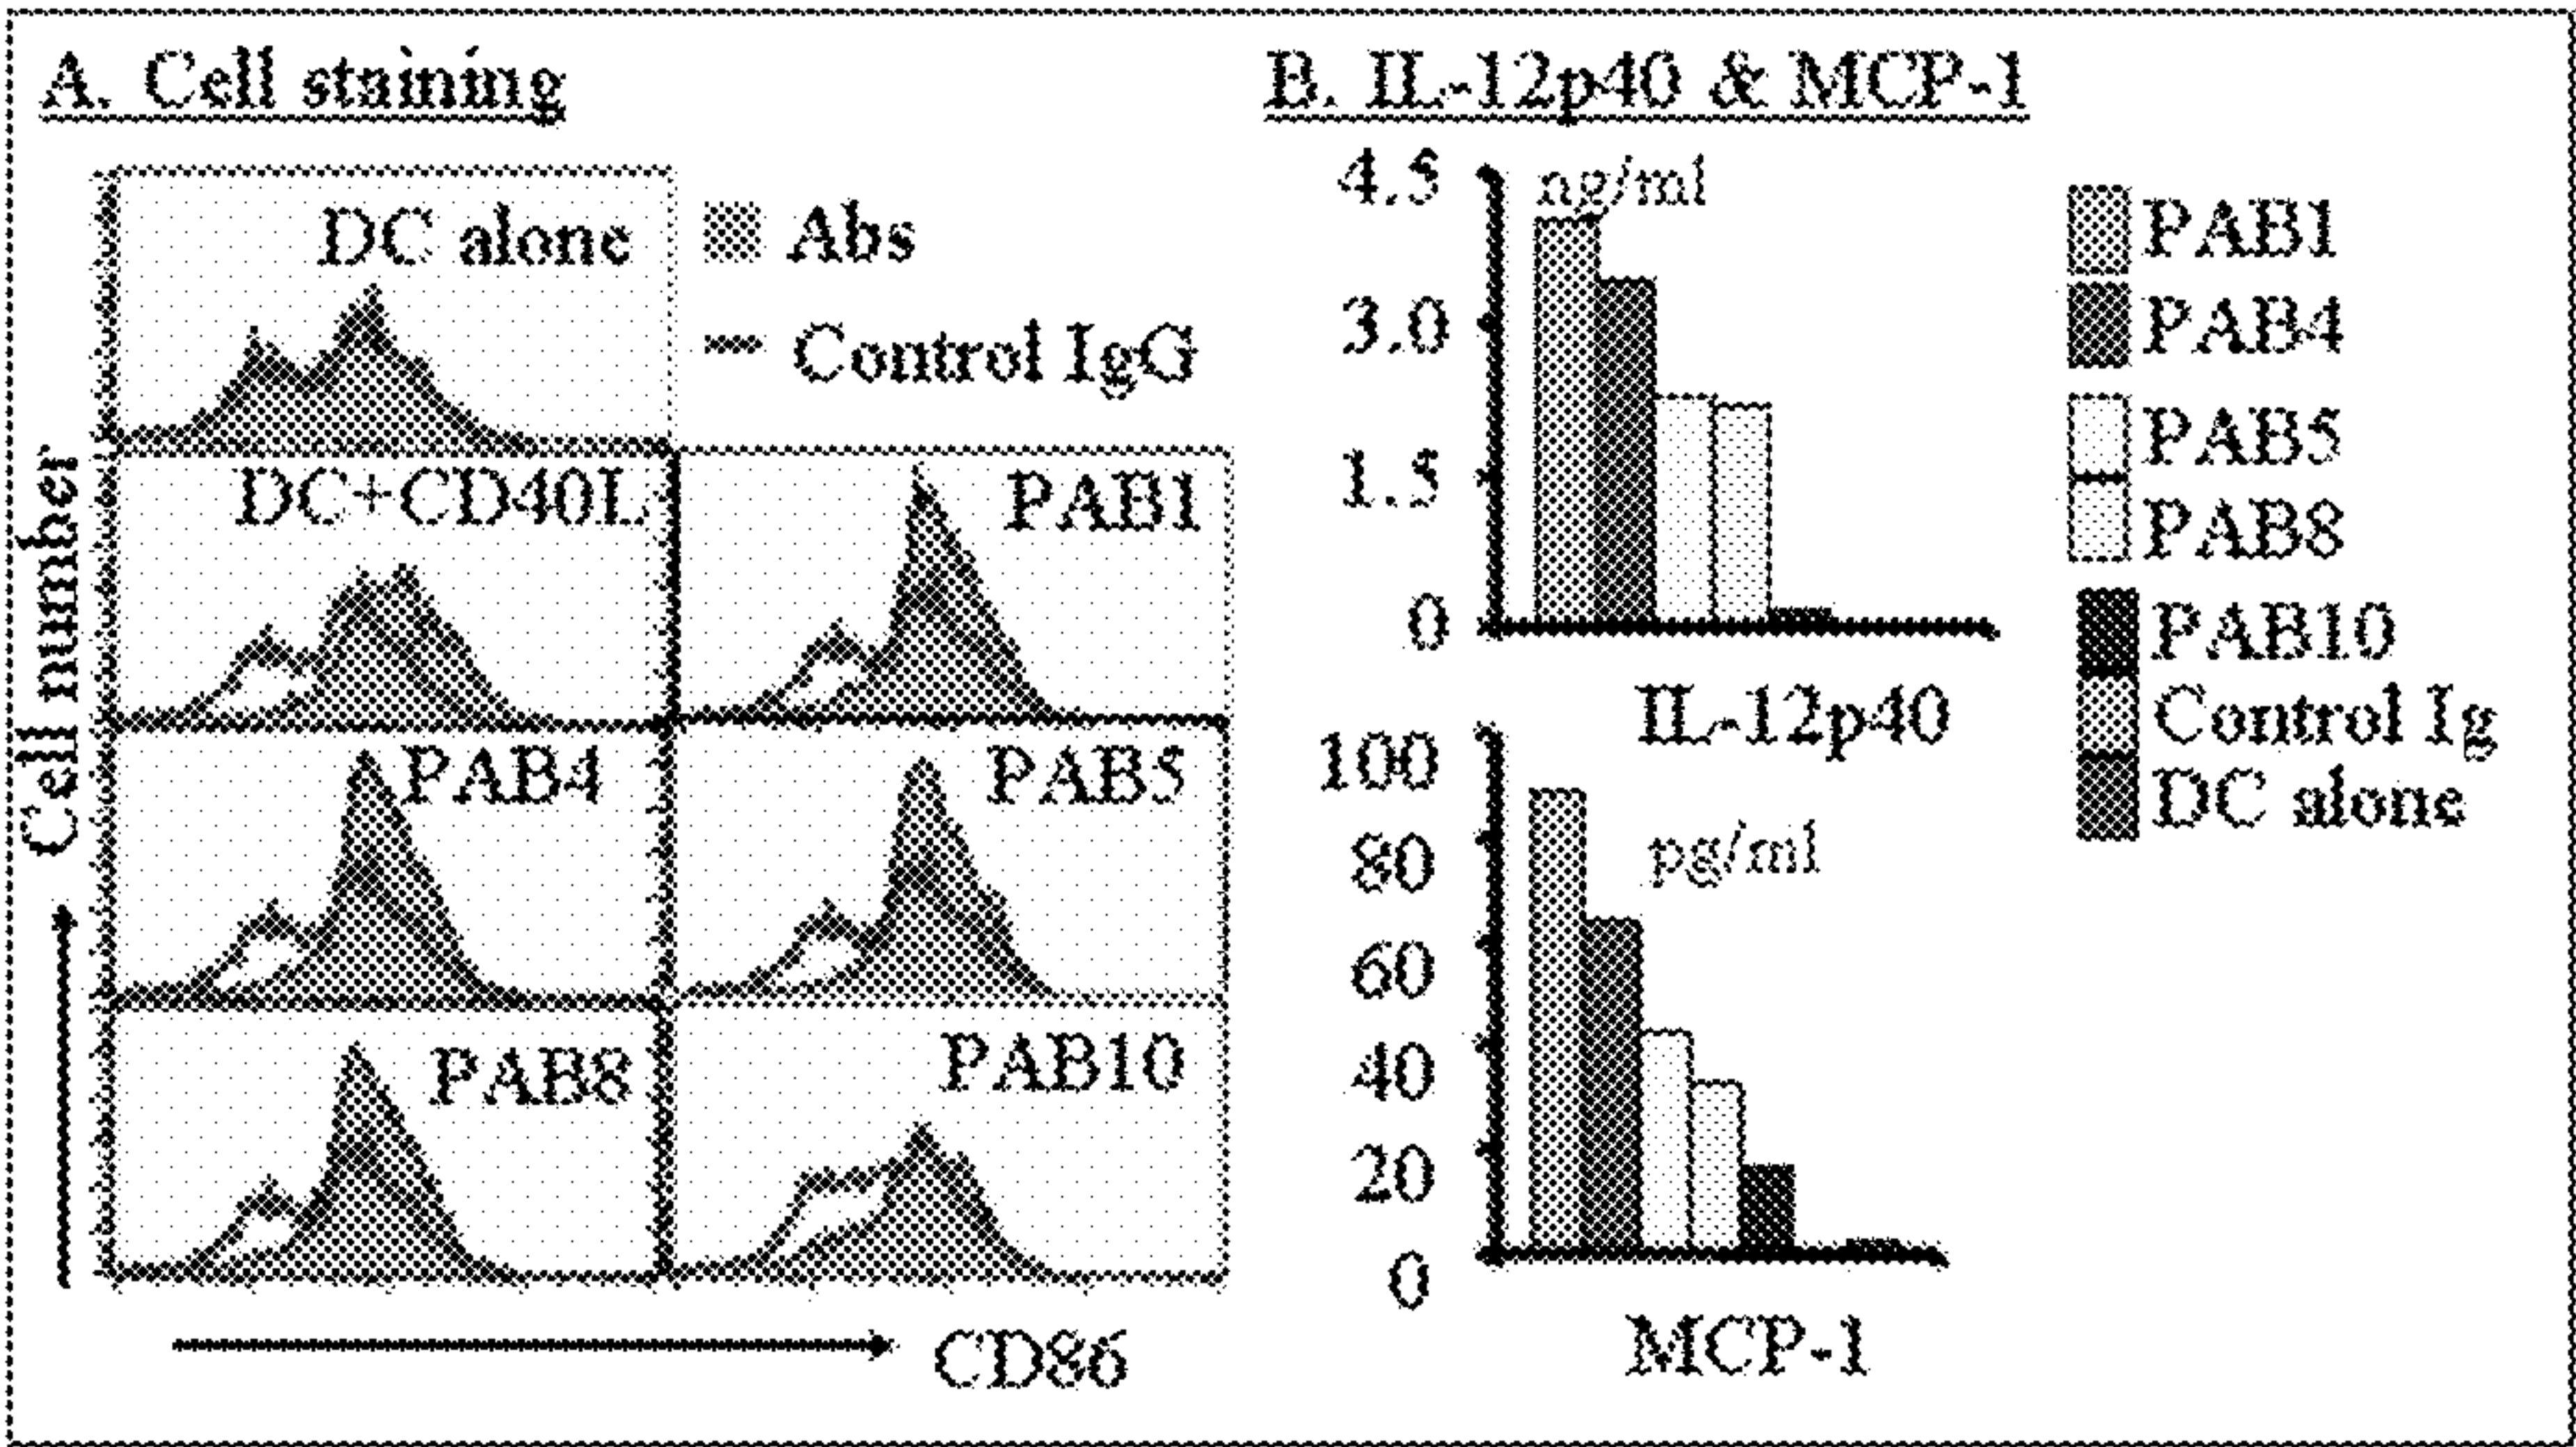 A. Cell staining
B. IL-12p40 & MCP-1
DC alone
Abs
Control IgG
DC+CD40L
PAB1
PAB4
PAB5
PAB8
PAB10
Cell number
CD86
4.5
ng/ml
3.0
1.5
0
IL-12p40
100
80
pg/ml
60
40
20
0
MCP-1
PAB1
PAB4
PAB5
PAB8
PAB10
Control Ig
DC alone